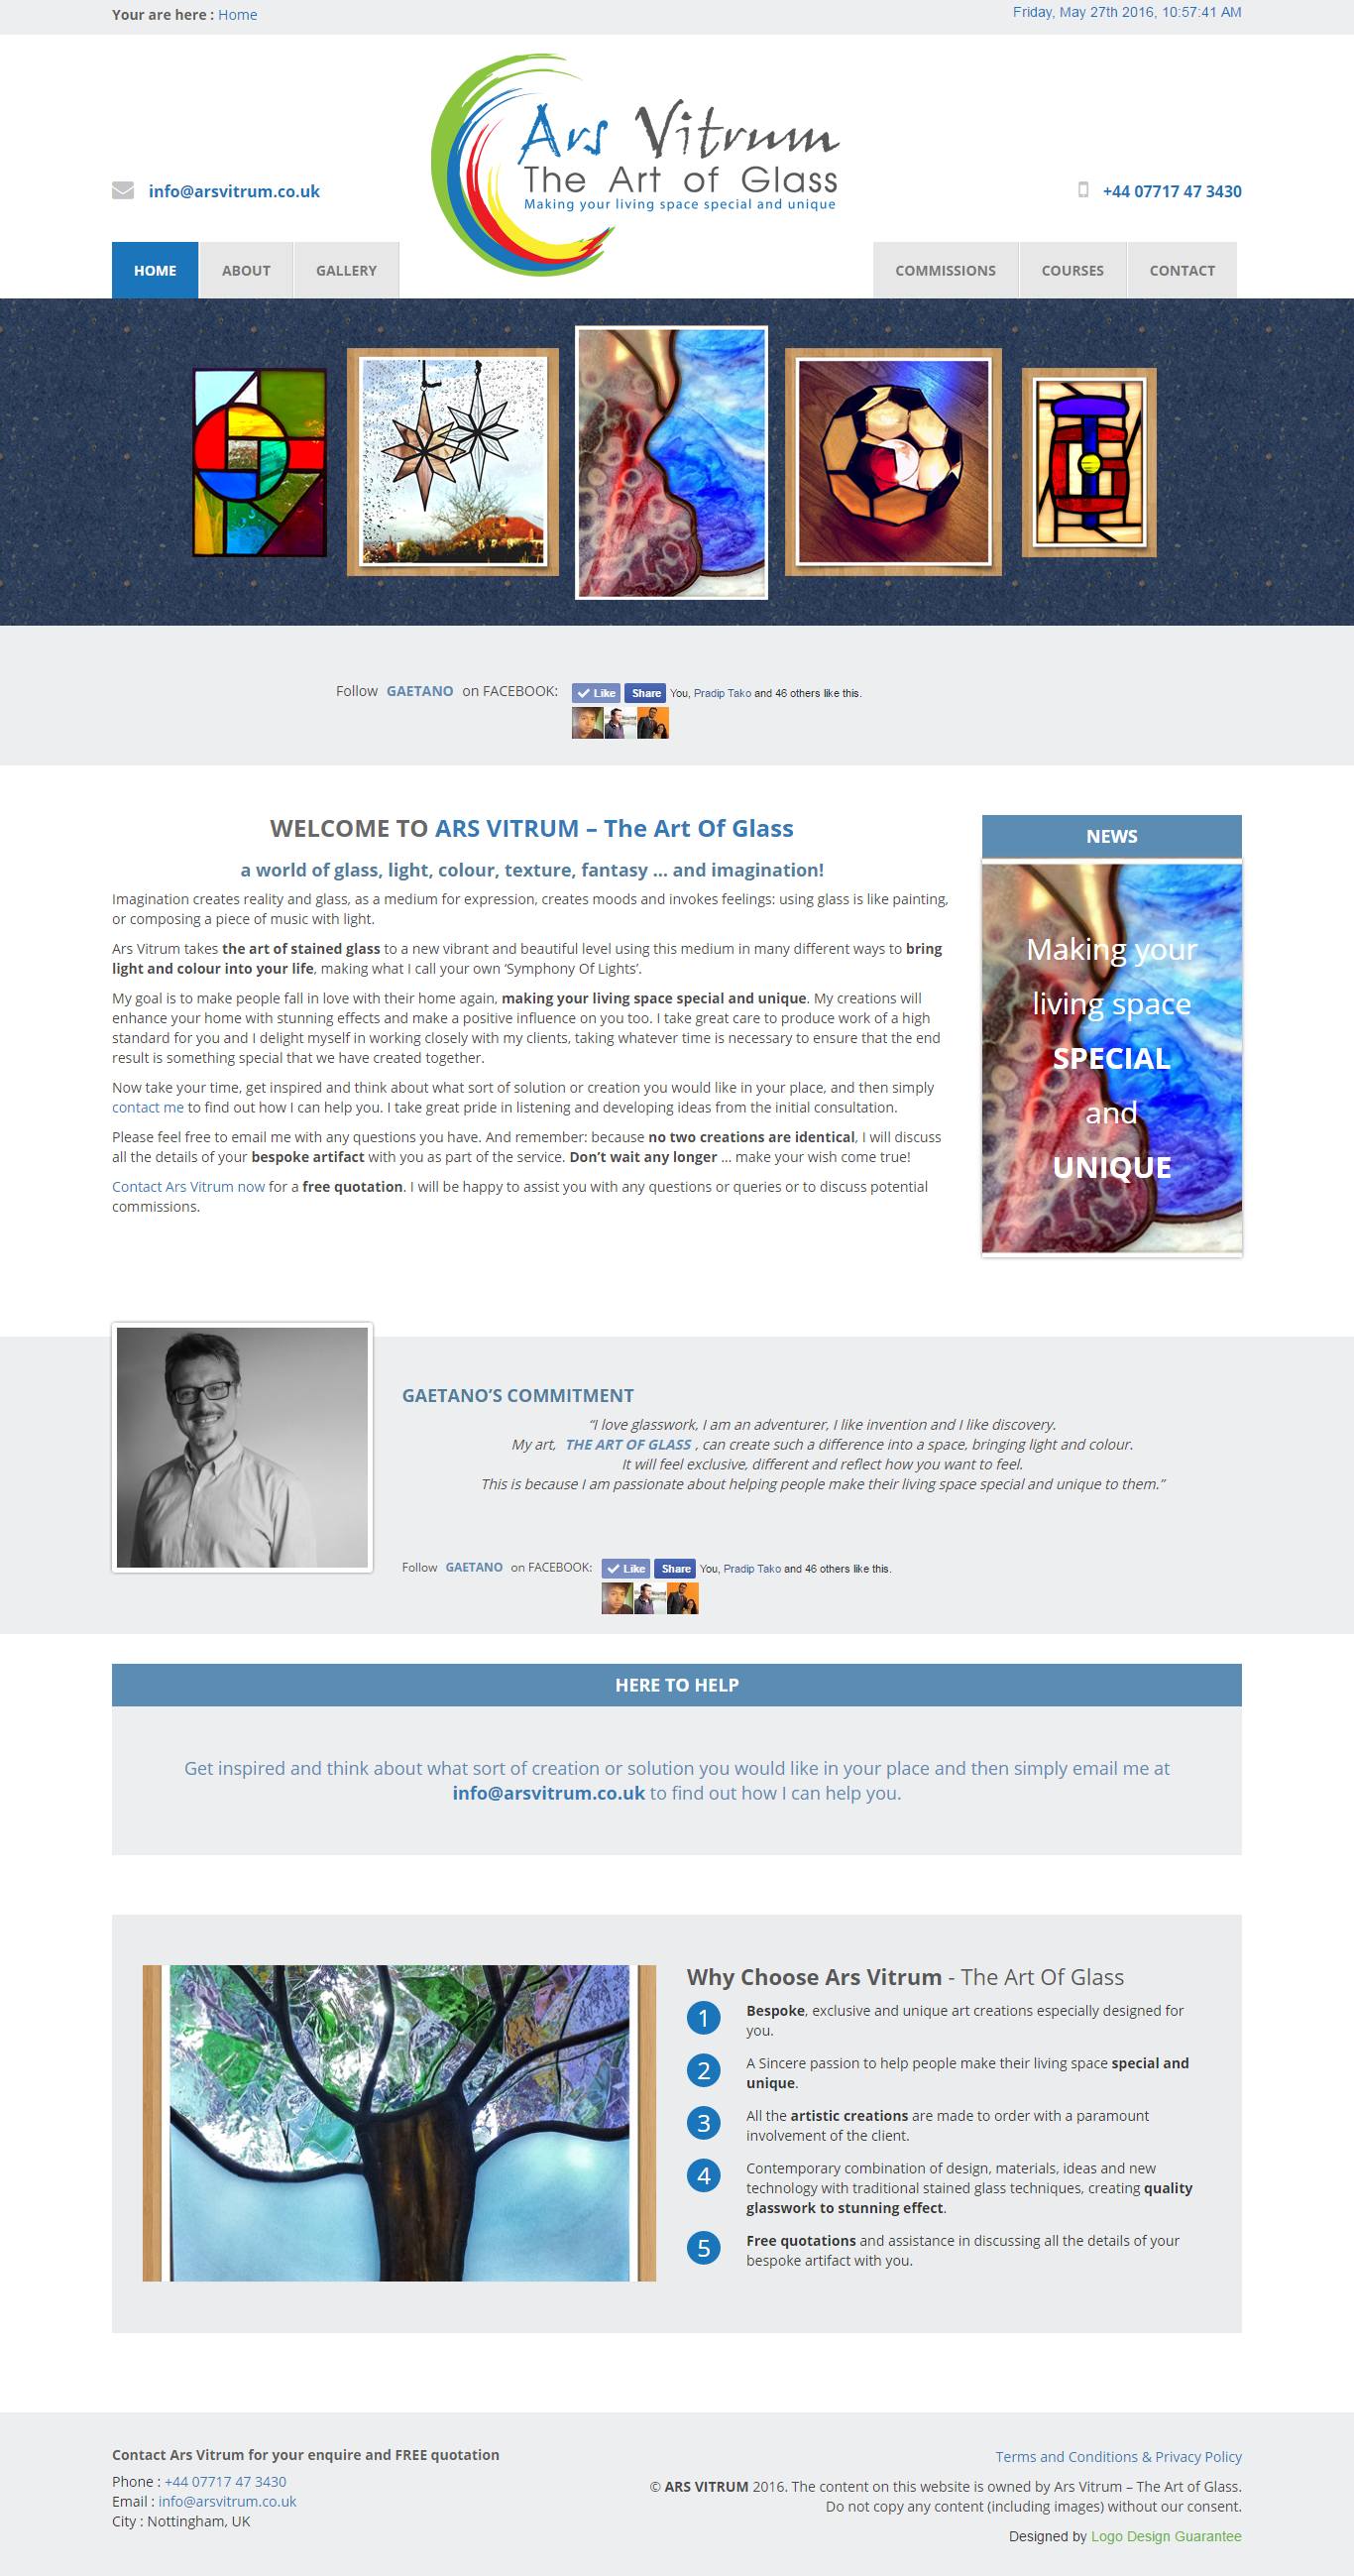 Your are here : Home
Friday, May 27th 2016, 10:57:41 AM
Ars Vitrum
The Art of Glass
Making your living space special and unique
info@arsvitrum.co.uk
+44 07717 47 3430
HOME
ABOUT
GALLERY
COMMISSIONS
COURSES
CONTACT
Follow GAETANO on FACEBOOK:
Like
Share
You, Pradip Tako and 46 others like this.
WELCOME TO ARS VITRUM – The Art Of Glass
a world of glass, light, colour, texture, fantasy ... and imagination!
Imagination creates reality and glass, as a medium for expression, creates moods and invokes feelings: using glass is like painting,
or composing a piece of music with light.
Ars Vitrum takes the art of stained glass to a new vibrant and beautiful level using this medium in many different ways to bring
light and colour into your life, making what I call your own ‘Symphony Of Lights’.
My goal is to make people fall in love with their home again, making your living space special and unique. My creations will
enhance your home with stunning effects and make a positive influence on you too. I take great care to produce work of a high
standard for you and I delight myself in working closely with my clients, taking whatever time is necessary to ensure that the end
result is something special that we have created together.
Now take your time, get inspired and think about what sort of solution or creation you would like in your place, and then simply
contact me to find out how I can help you. I take great pride in listening and developing ideas from the initial consultation.
Please feel free to email me with any questions you have. And remember: because no two creations are identical, I will discuss
all the details of your bespoke artifact with you as part of the service. Don’t wait any longer ... make your wish come true!
Contact Ars Vitrum now for a free quotation. I will be happy to assist you with any questions or queries or to discuss potential
commissions.
NEWS
Making your
living space
SPECIAL
and
UNIQUE
GAETANO’S COMMITMENT
“I love glasswork, I am an adventurer, I like invention and I like discovery.
My art, THE ART OF GLASS , can create such a difference into a space, bringing light and colour.
It will feel exclusive, different and reflect how you want to feel.
This is because I am passionate about helping people make their living space special and unique to them.”
Follow GAETANO on FACEBOOK:
Like
Share
You, Pradip Tako and 46 others like this.
HERE TO HELP
Get inspired and think about what sort of creation or solution you would like in your place and then simply email me at
info@arsvitrum.co.uk to find out how I can help you.
Why Choose Ars Vitrum - The Art Of Glass
1 Bespoke, exclusive and unique art creations especially designed for
you.
2 A Sincere passion to help people make their living space special and
unique.
3 All the artistic creations are made to order with a paramount
involvement of the client.
4 Contemporary combination of design, materials, ideas and new
technology with traditional stained glass techniques, creating quality
glasswork to stunning effect.
5 Free quotations and assistance in discussing all the details of your
bespoke artifact with you.
Contact Ars Vitrum for your enquire and FREE quotation
Phone : +44 07717 47 3430
Email : info@arsvitrum.co.uk
City : Nottingham, UK
Terms and Conditions & Privacy Policy
© ARS VITRUM 2016. The content on this website is owned by Ars Vitrum – The Art of Glass.
Do not copy any content (including images) without our consent.
Designed by Logo Design Guarantee